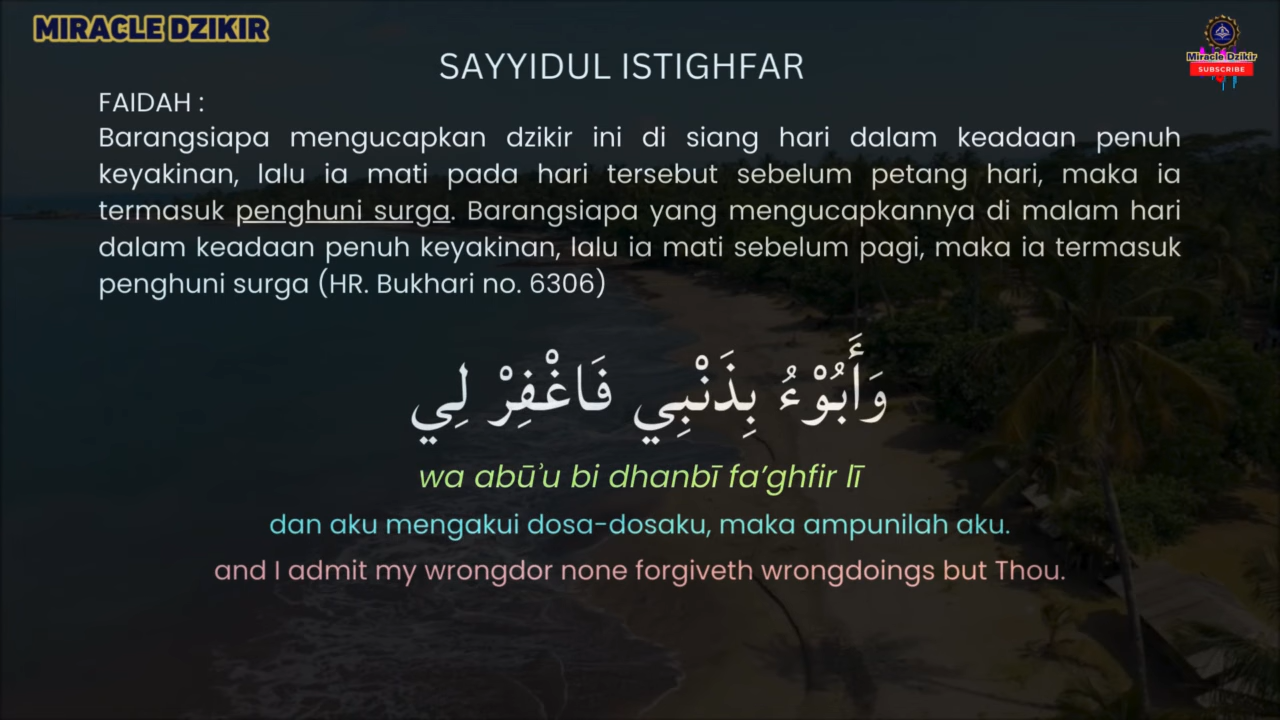 MIRACLE DZIKIR
Miracle Dzikir
SUBSCRIBE
SAYYIDUL ISTIGHFAR
FAIDAH :
Barangsiapa mengucapkan dzikir ini di siang hari dalam keadaan penuh
keyakinan, lalu ia mati pada hari tersebut sebelum petang hari, maka ia
termasuk penghuni surga. Barangsiapa yang mengucapkannya di malam hari
dalam keadaan penuh keyakinan, lalu ia mati sebelum pagi, maka ia termasuk
penghuni surga (HR. Bukhari no. 6306)
وَأَبُوْءُ بِذَنْبِي فَاغْفِرْ لِي
wa abū’u bi dhanbī fa’ghfir lī
dan aku mengakui dosa-dosaku, maka ampunilah aku.
and I admit my wrongdor none forgiveth wrongdoings but Thou.